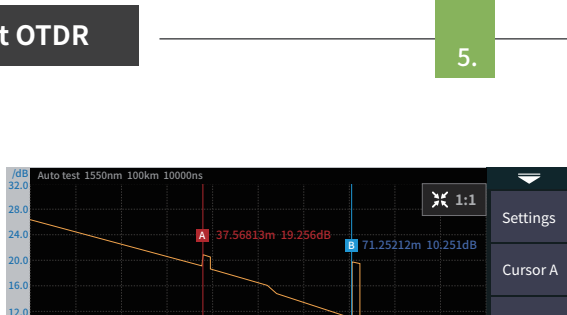 t OTDR
5.
/dB Auto test 1550nm 100km 10000ns
32.0
1:1
28.0
Settings
24.0
A 37.56813m 19.256dB
B 71.25212m 10.251dB
20.0
Cursor A
16.0
12.0